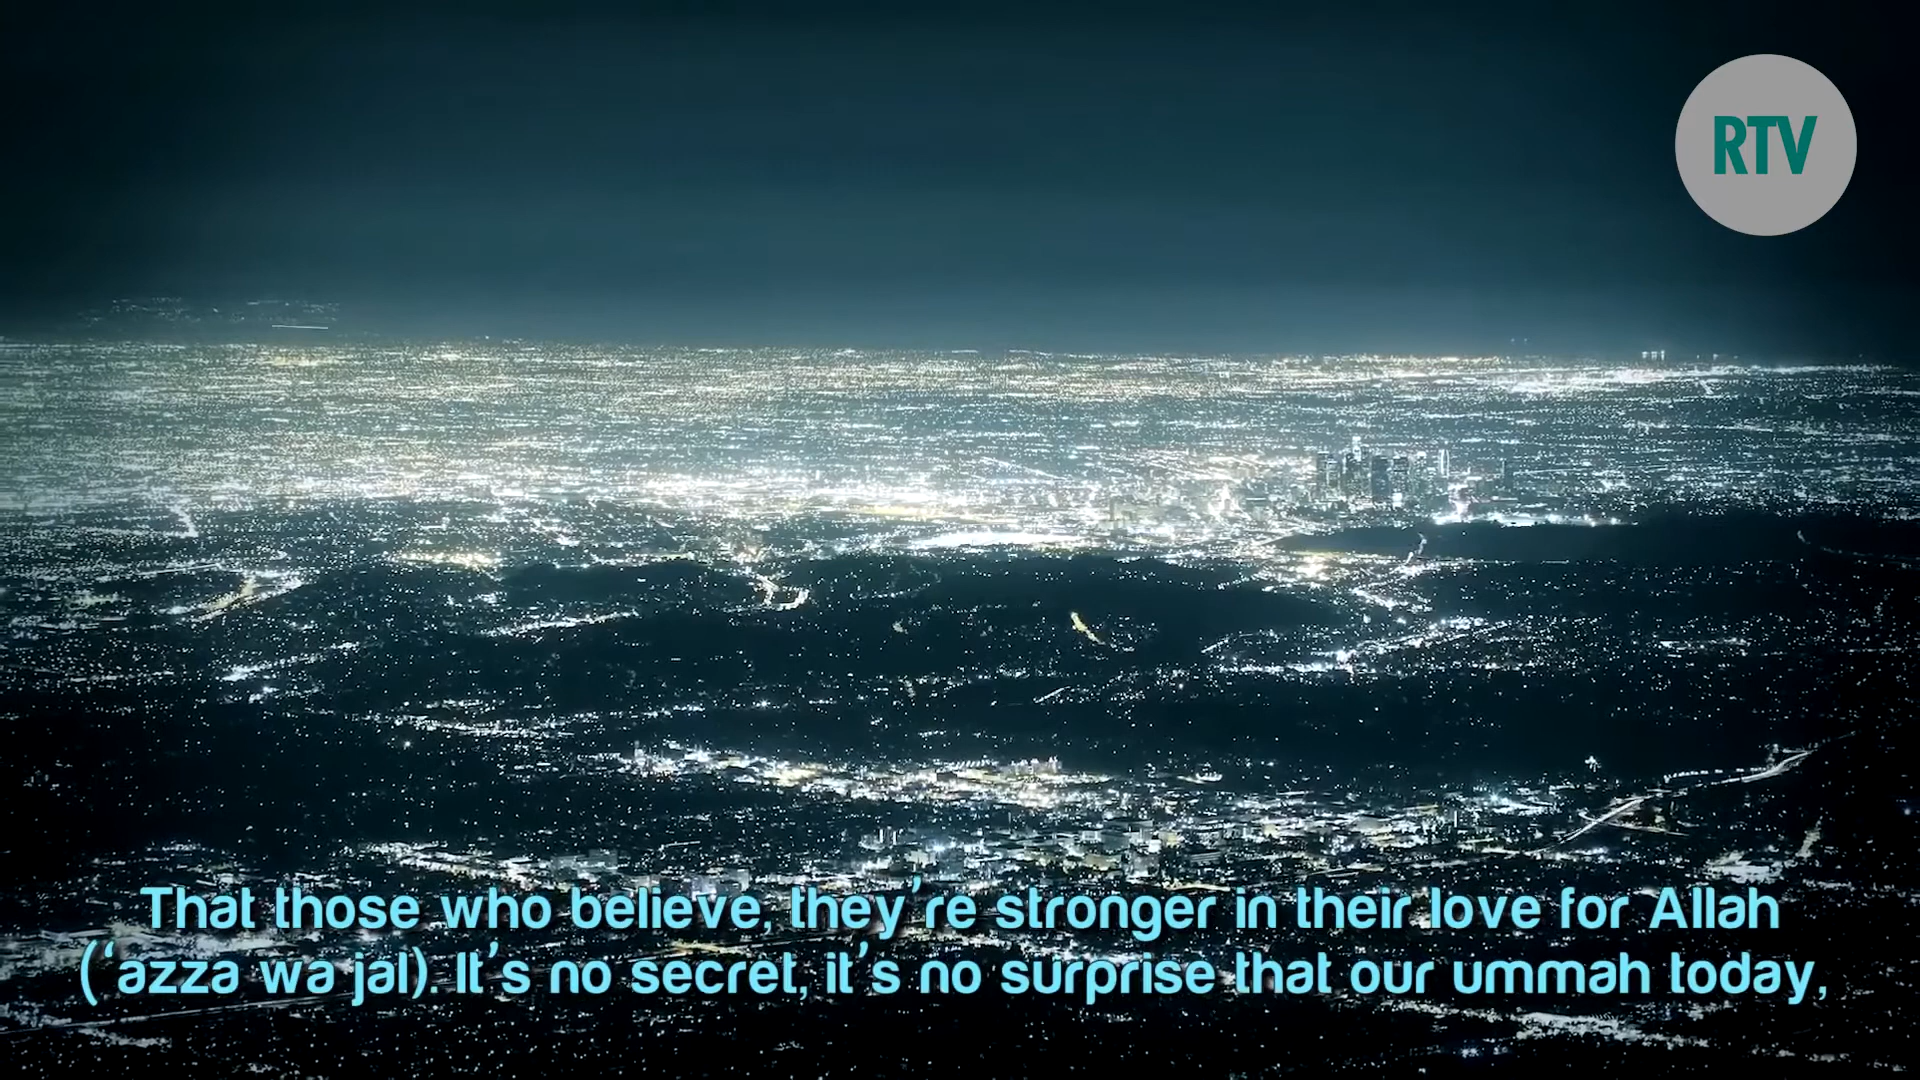 RTV
That those who believe, they're stronger in their love for Allah
(‘azza wa jal). It's no secret, it's no surprise that our ummah today,